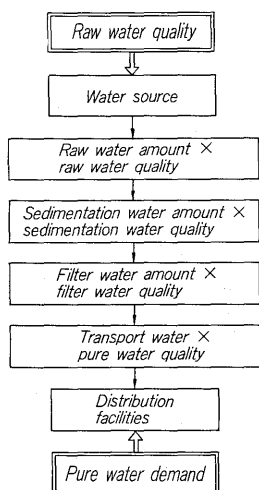 Raw water quality
Water source
Raw water amount ×
raw water quality
Sedimentation water amount ×
sedimentation water quality
Filter water amount ×
filter water quality
Transport water ×
pure water quality
Distribution
facilities
Pure water demand